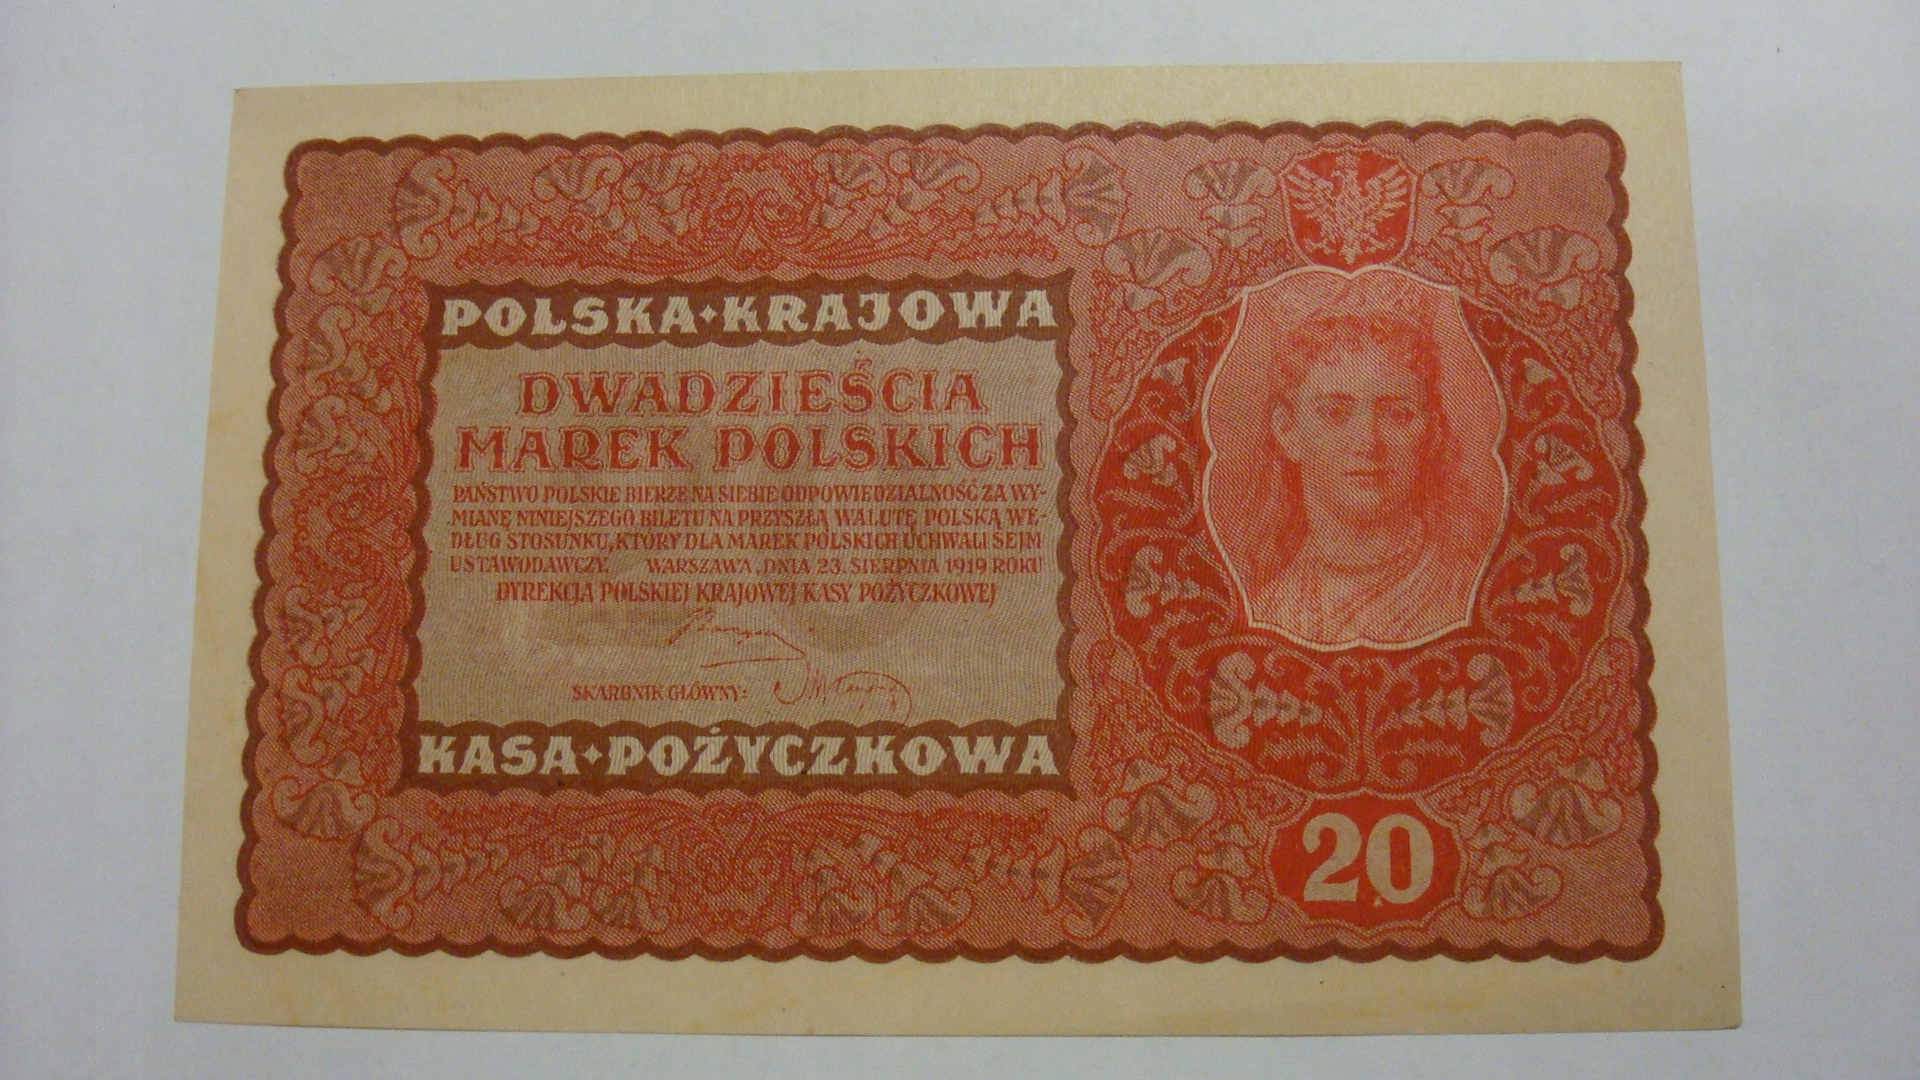 POLSKA·KRAJOWA
DWADZIEŚCIA
MAREK POLSKICH
PAŃSTWO POLSKIE BIERZE NA SIEBIE ODPOWIEDZIALNOŚĆ ZA WY-
MIANĘ NINIEJSZEGO BILETU NA PRZYSZŁĄ WALUTĘ POLSKĄ WE-
DŁUG STOSUNKU, KTÓRY DLA MAREK POLSKICH UCHWALI SEJM
USTAWODAWCZY. WARSZAWA, DNIA 23. SIERPNIA 1919 ROKU
DYREKCJA POLSKIEJ KRAJOWEJ KASY POŻYCZKOWEJ
SKARBNIK GŁÓWNY:
KASA·POŻYCZKOWA
20